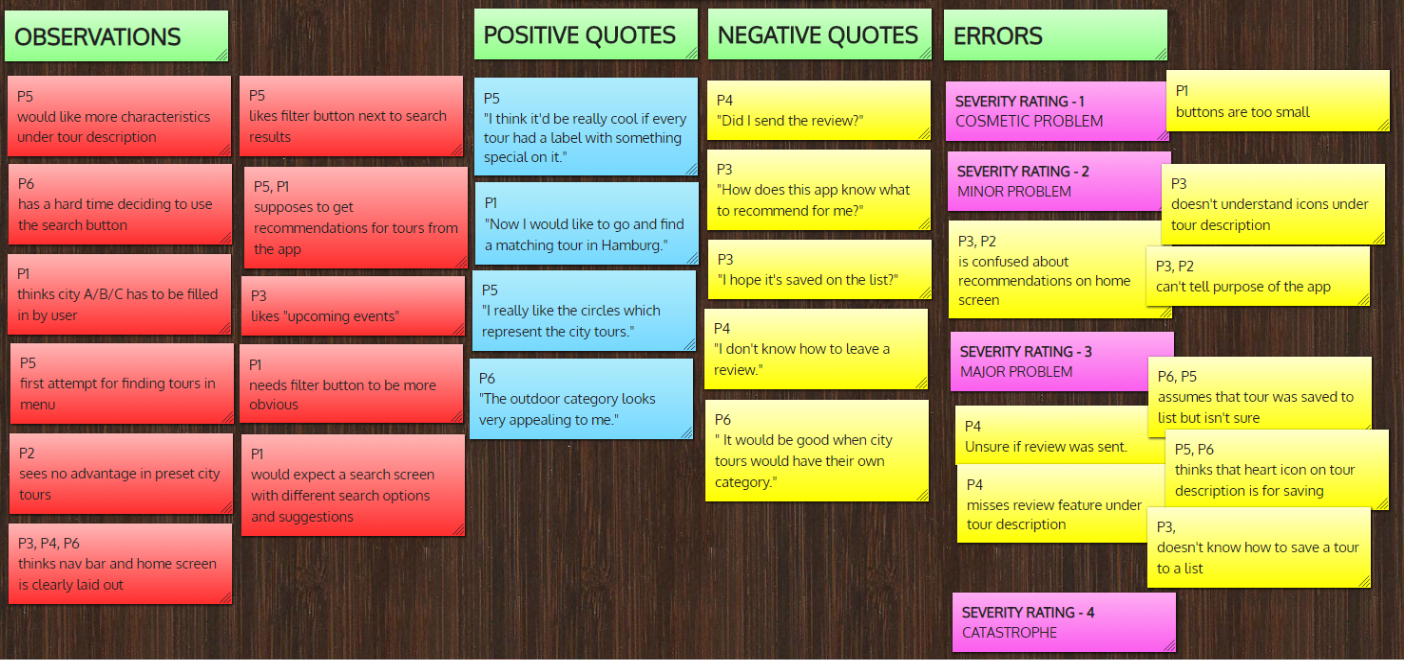 OBSERVATIONS
P5
would like more characteristics
under tour description
P6
has a hard time deciding to use
the search button
P1
thinks city A/B/C has to be filled
in by user
P5
first attempt for finding tours in
menu
P2
sees no advantage in preset city
tours
P3, P4, P6
thinks nav bar and home screen
is clearly laid out
P5
likes filter button next to search
results
P5, P1
supposes to get
recommendations for tours from
the app
P3
likes "upcoming events"
P1
needs filter button to be more
obvious
P1
would expect a search screen
with different search options
and suggestions
POSITIVE QUOTES
P5
"I think it'd be really cool if every
tour had a label with something
special on it."
P1
"Now I would like to go and find
a matching tour in Hamburg."
P5
"I really like the circles which
represent the city tours."
P6
"The outdoor category looks
very appealing to me."
NEGATIVE QUOTES
P4
"Did I send the review?"
P3
"How does this app know what
to recommend for me?"
P3
"I hope it's saved on the list?"
P4
"I don't know how to leave a
review."
P6
" It would be good when city
tours would have their own
category."
ERRORS
SEVERITY RATING - 1
COSMETIC PROBLEM
P1
buttons are too small
SEVERITY RATING - 2
MINOR PROBLEM
P3
doesn't understand icons under
tour description
P3, P2
is confused about
recommendations on home
screen
P3, P2
can't tell purpose of the app
SEVERITY RATING - 3
MAJOR PROBLEM
P6, P5
assumes that tour was saved to
list but isn't sure
P4
Unsure if review was sent.
P5, P6
thinks that heart icon on tour
description is for saving
P4
misses review feature under
tour description
P3,
doesn't know how to save a tour
to a list
SEVERITY RATING - 4
CATASTROPHE